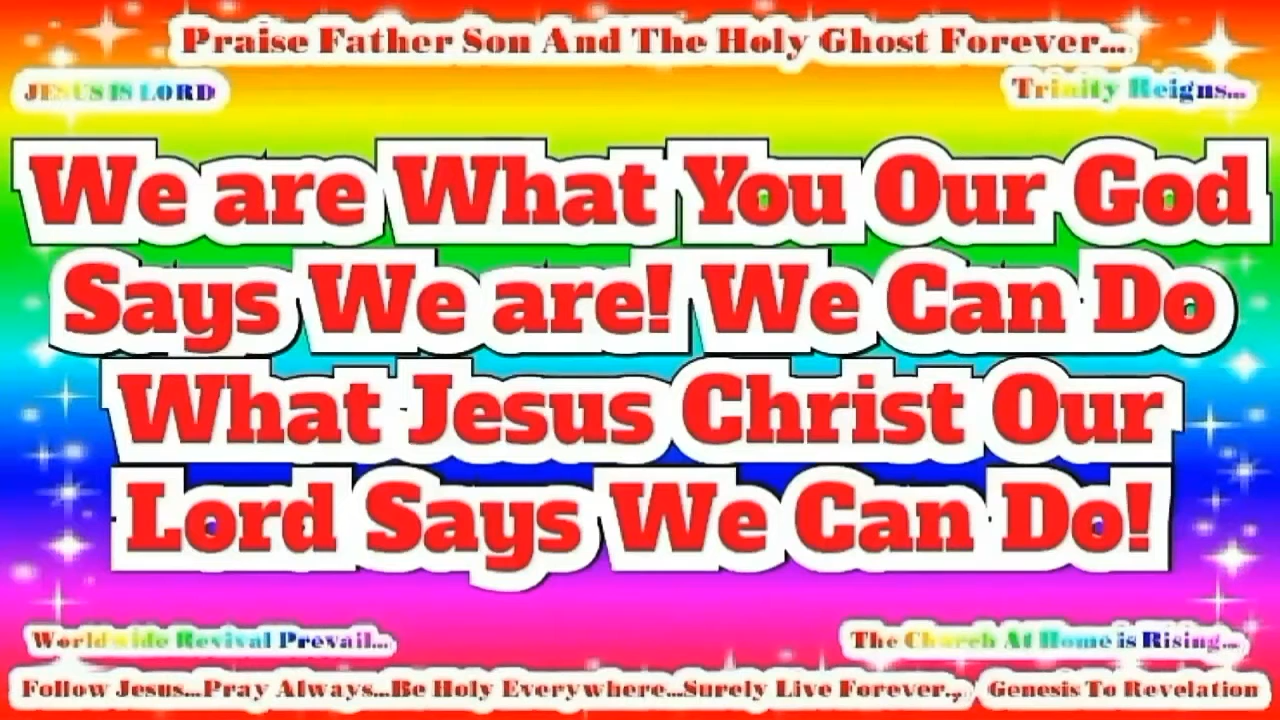 Praise Father Son And The Holy Ghost Forever...
JESUS IS LORD
Trinity Reigns...
We are What You Our God
Says We are! We Can Do
What Jesus Christ Our
Lord Says We Can Do!
Worldwide Revival Prevail...
The Church At Home is Rising...
Follow Jesus...Pray Always...Be Holy Everywhere...Surely Live Forever.., Genesis To Revelation